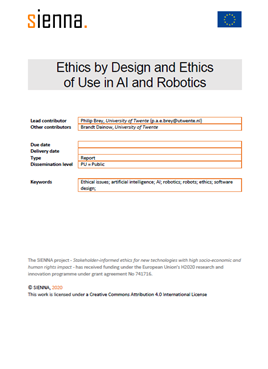 sienna.
Ethics by Design and Ethics
of Use in AI and Robotics
Lead contributor Philip Brey, University of Twente (p.a.e.brey@utwente.nl)
Other contributors Brandt Dainow, University of Twente
Due date
Delivery date
Type Report
Dissemination level PU = Public
Keywords Ethical issues; artificial intelligence; AI; robotics; robots; ethics; software
design;
The SIENNA project - Stakeholder-informed ethics for new technologies with high socio-economic and
human rights impact - has received funding under the European Union's H2020 research and
innovation programme under grant agreement No 741716.
© SIENNA, 2020
This work is licensed under a Creative Commons Attribution 4.0 International License